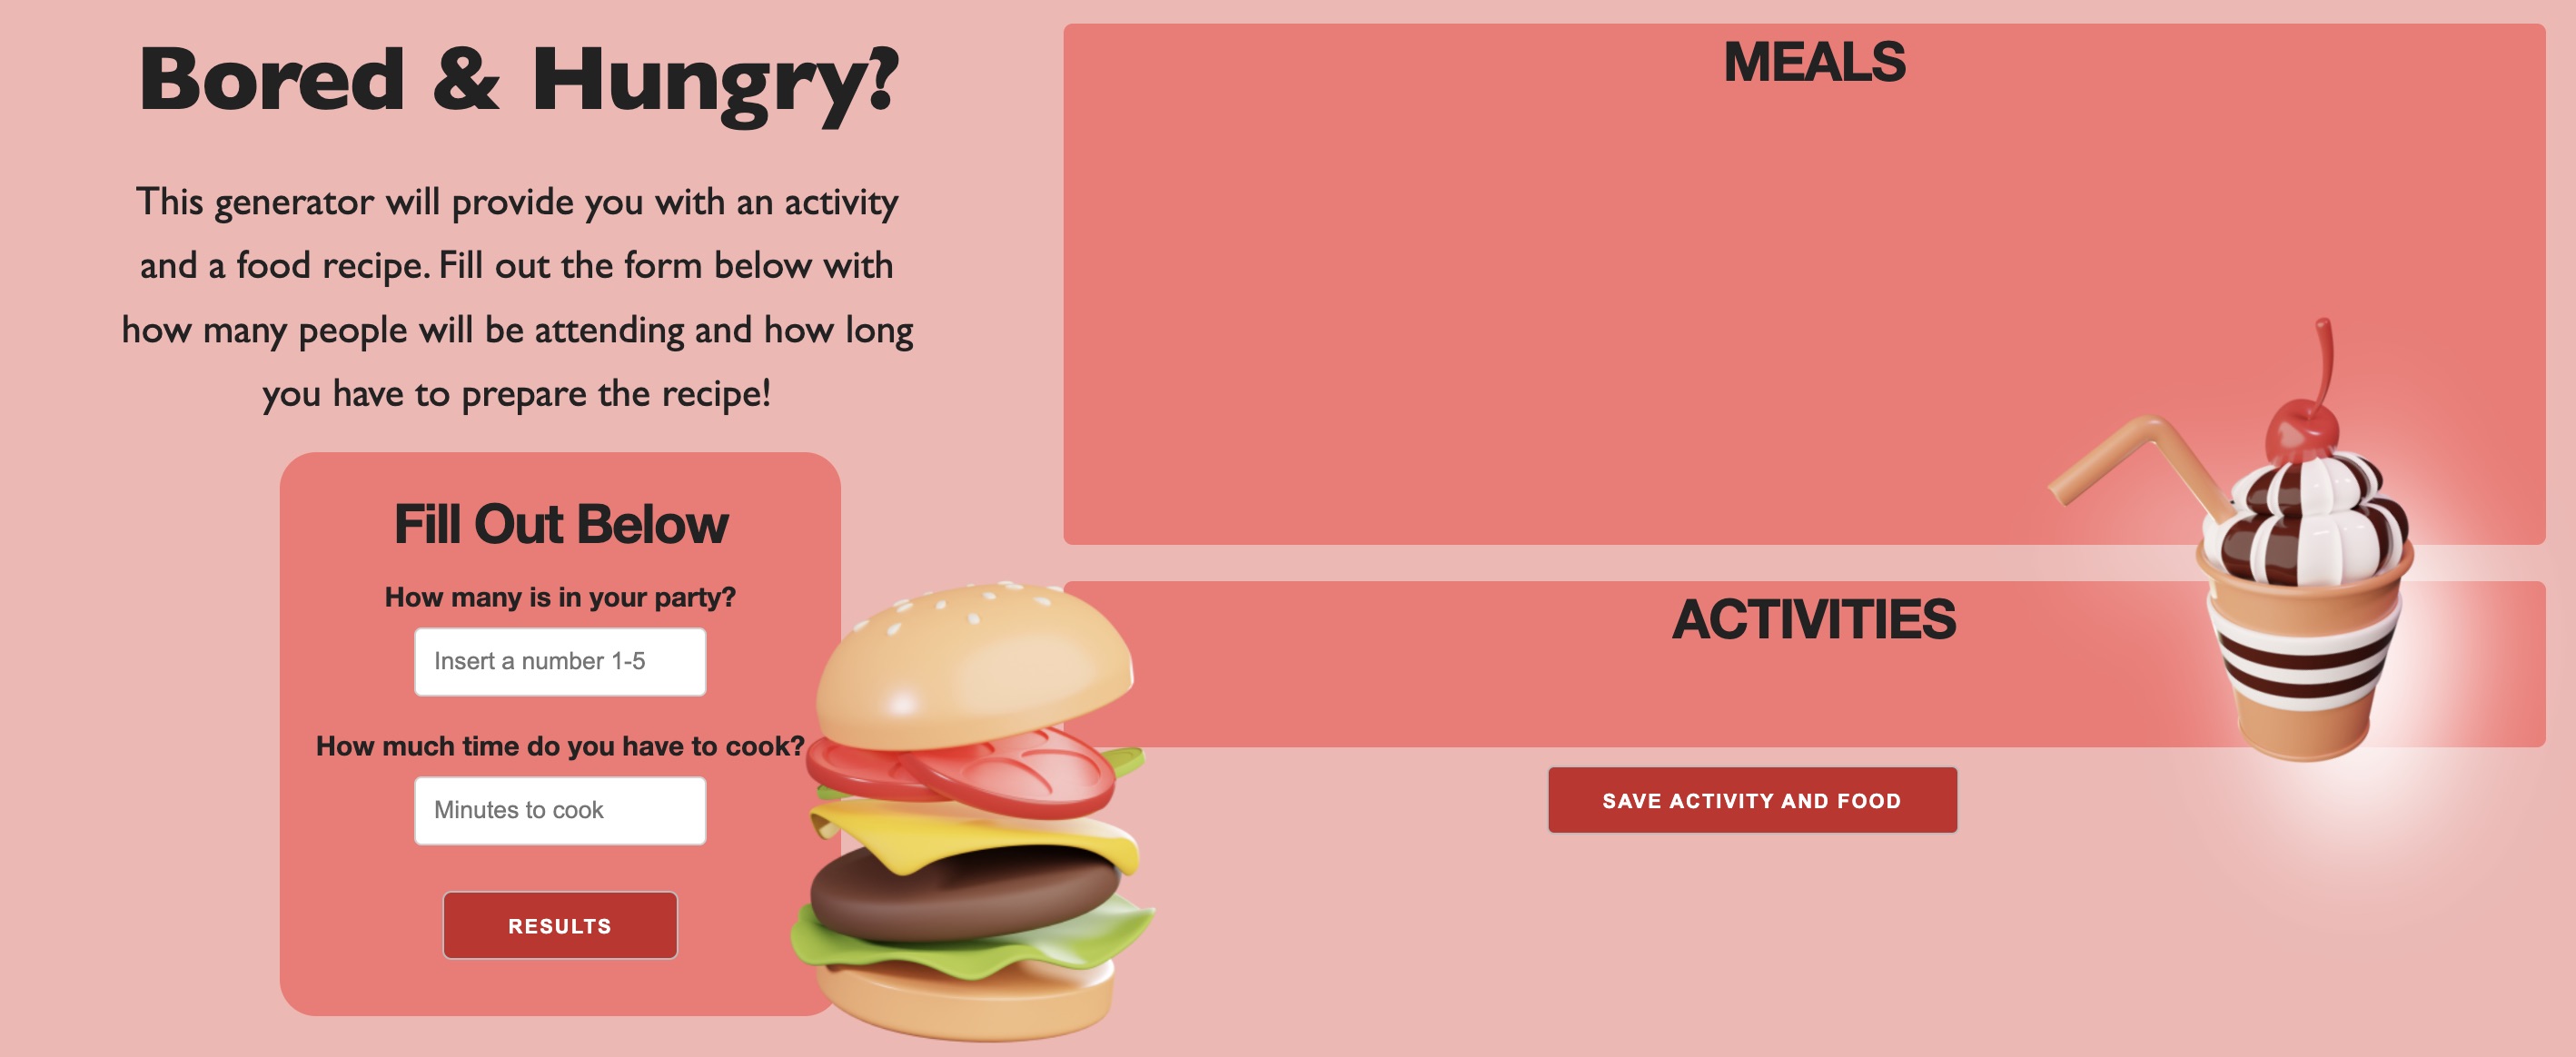 Bored & Hungry?
This generator will provide you with an activity
and a food recipe. Fill out the form below with
how many people will be attending and how long
you have to prepare the recipe!
Fill Out Below
How many is in your party?
Insert a number 1-5
How much time do you have to cook?
Minutes to cook
RESULTS
MEALS
ACTIVITIES
SAVE ACTIVITY AND FOOD